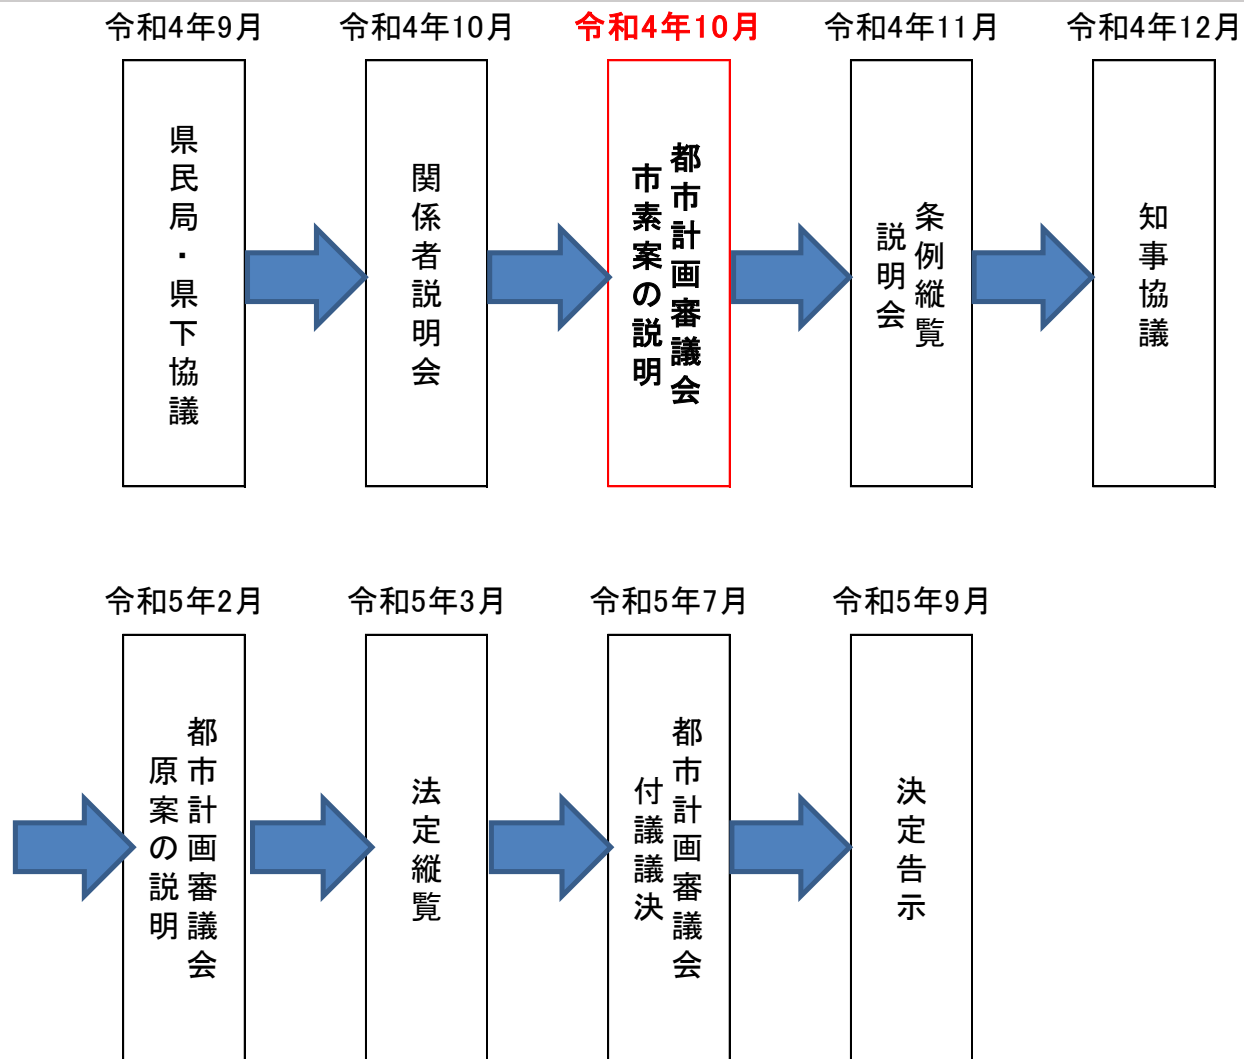 令和4年9月
県民局・県下協議
令和4年10月
関係者説明会
令和4年10月
都市計画審議会
市素案の説明
令和4年11月
条例縦覧
説明会
令和4年12月
知事協議
令和5年2月
都市計画審議会
原案の説明
令和5年3月
法定縦覧
令和5年7月
都市計画審議会
付議議決
令和5年9月
決定告示